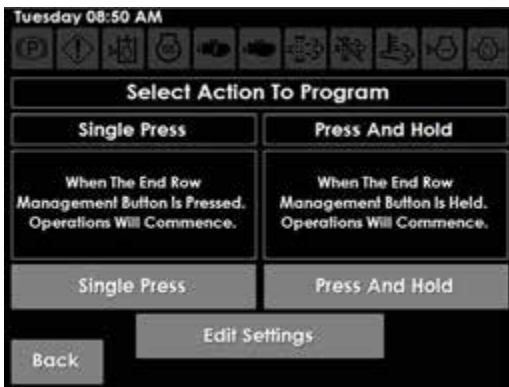 Tuesday 08:50 AM
Select Action To Program
Single Press
Press And Hold
When The End Row
Management Button Is Pressed.
Operations Will Commence.
When The End Row
Management Button Is Held.
Operations Will Commence.
Single Press
Press And Hold
Edit Settings
Back